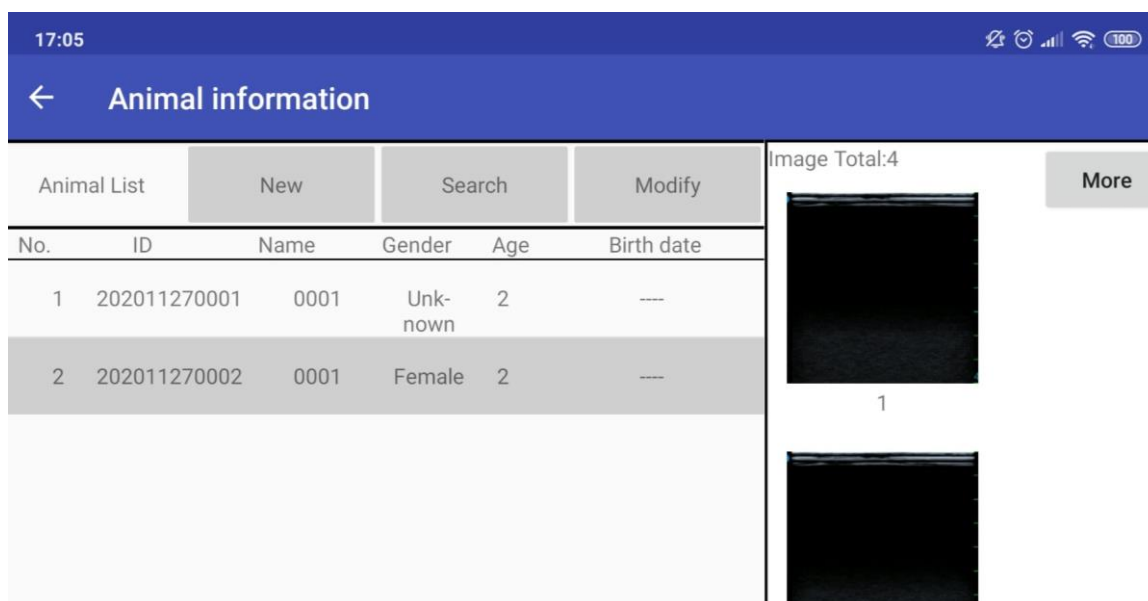 17:05
100
Animal information
Animal List New Search Modify
No. ID Name Gender Age Birth date
1 202011270001 0001 Unk-
nown 2 ----
2 202011270002 0001 Female 2 ----
Image Total:4
More
1